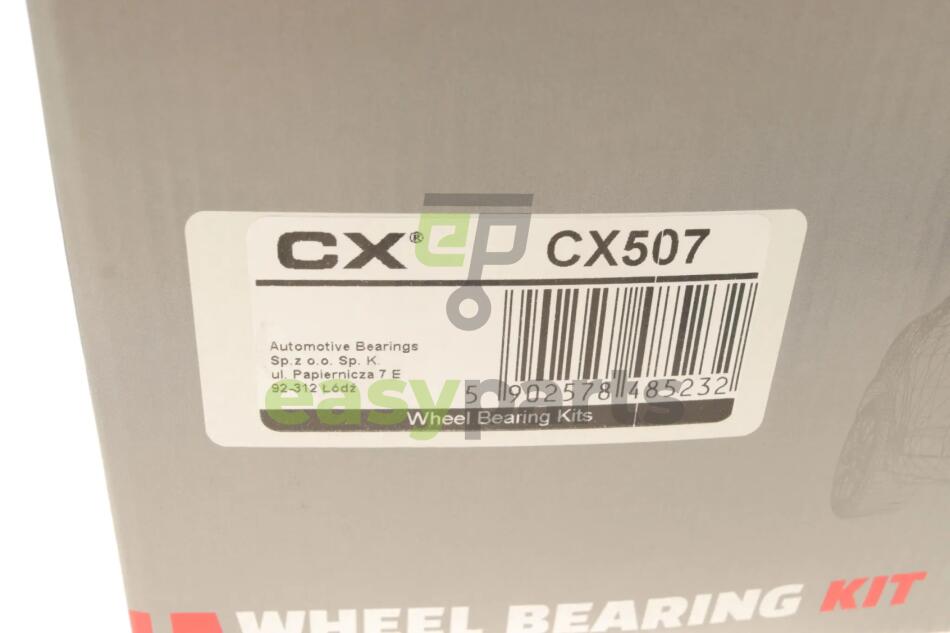 ep
CX® CX507
Automotive Bearings
Sp.z o.o. Sp. K.
ul. Papiernicza 7 E
92-312 Łódź
5 902578 485232
easyparts
Wheel Bearing Kits
WHEEL BEARING KIT